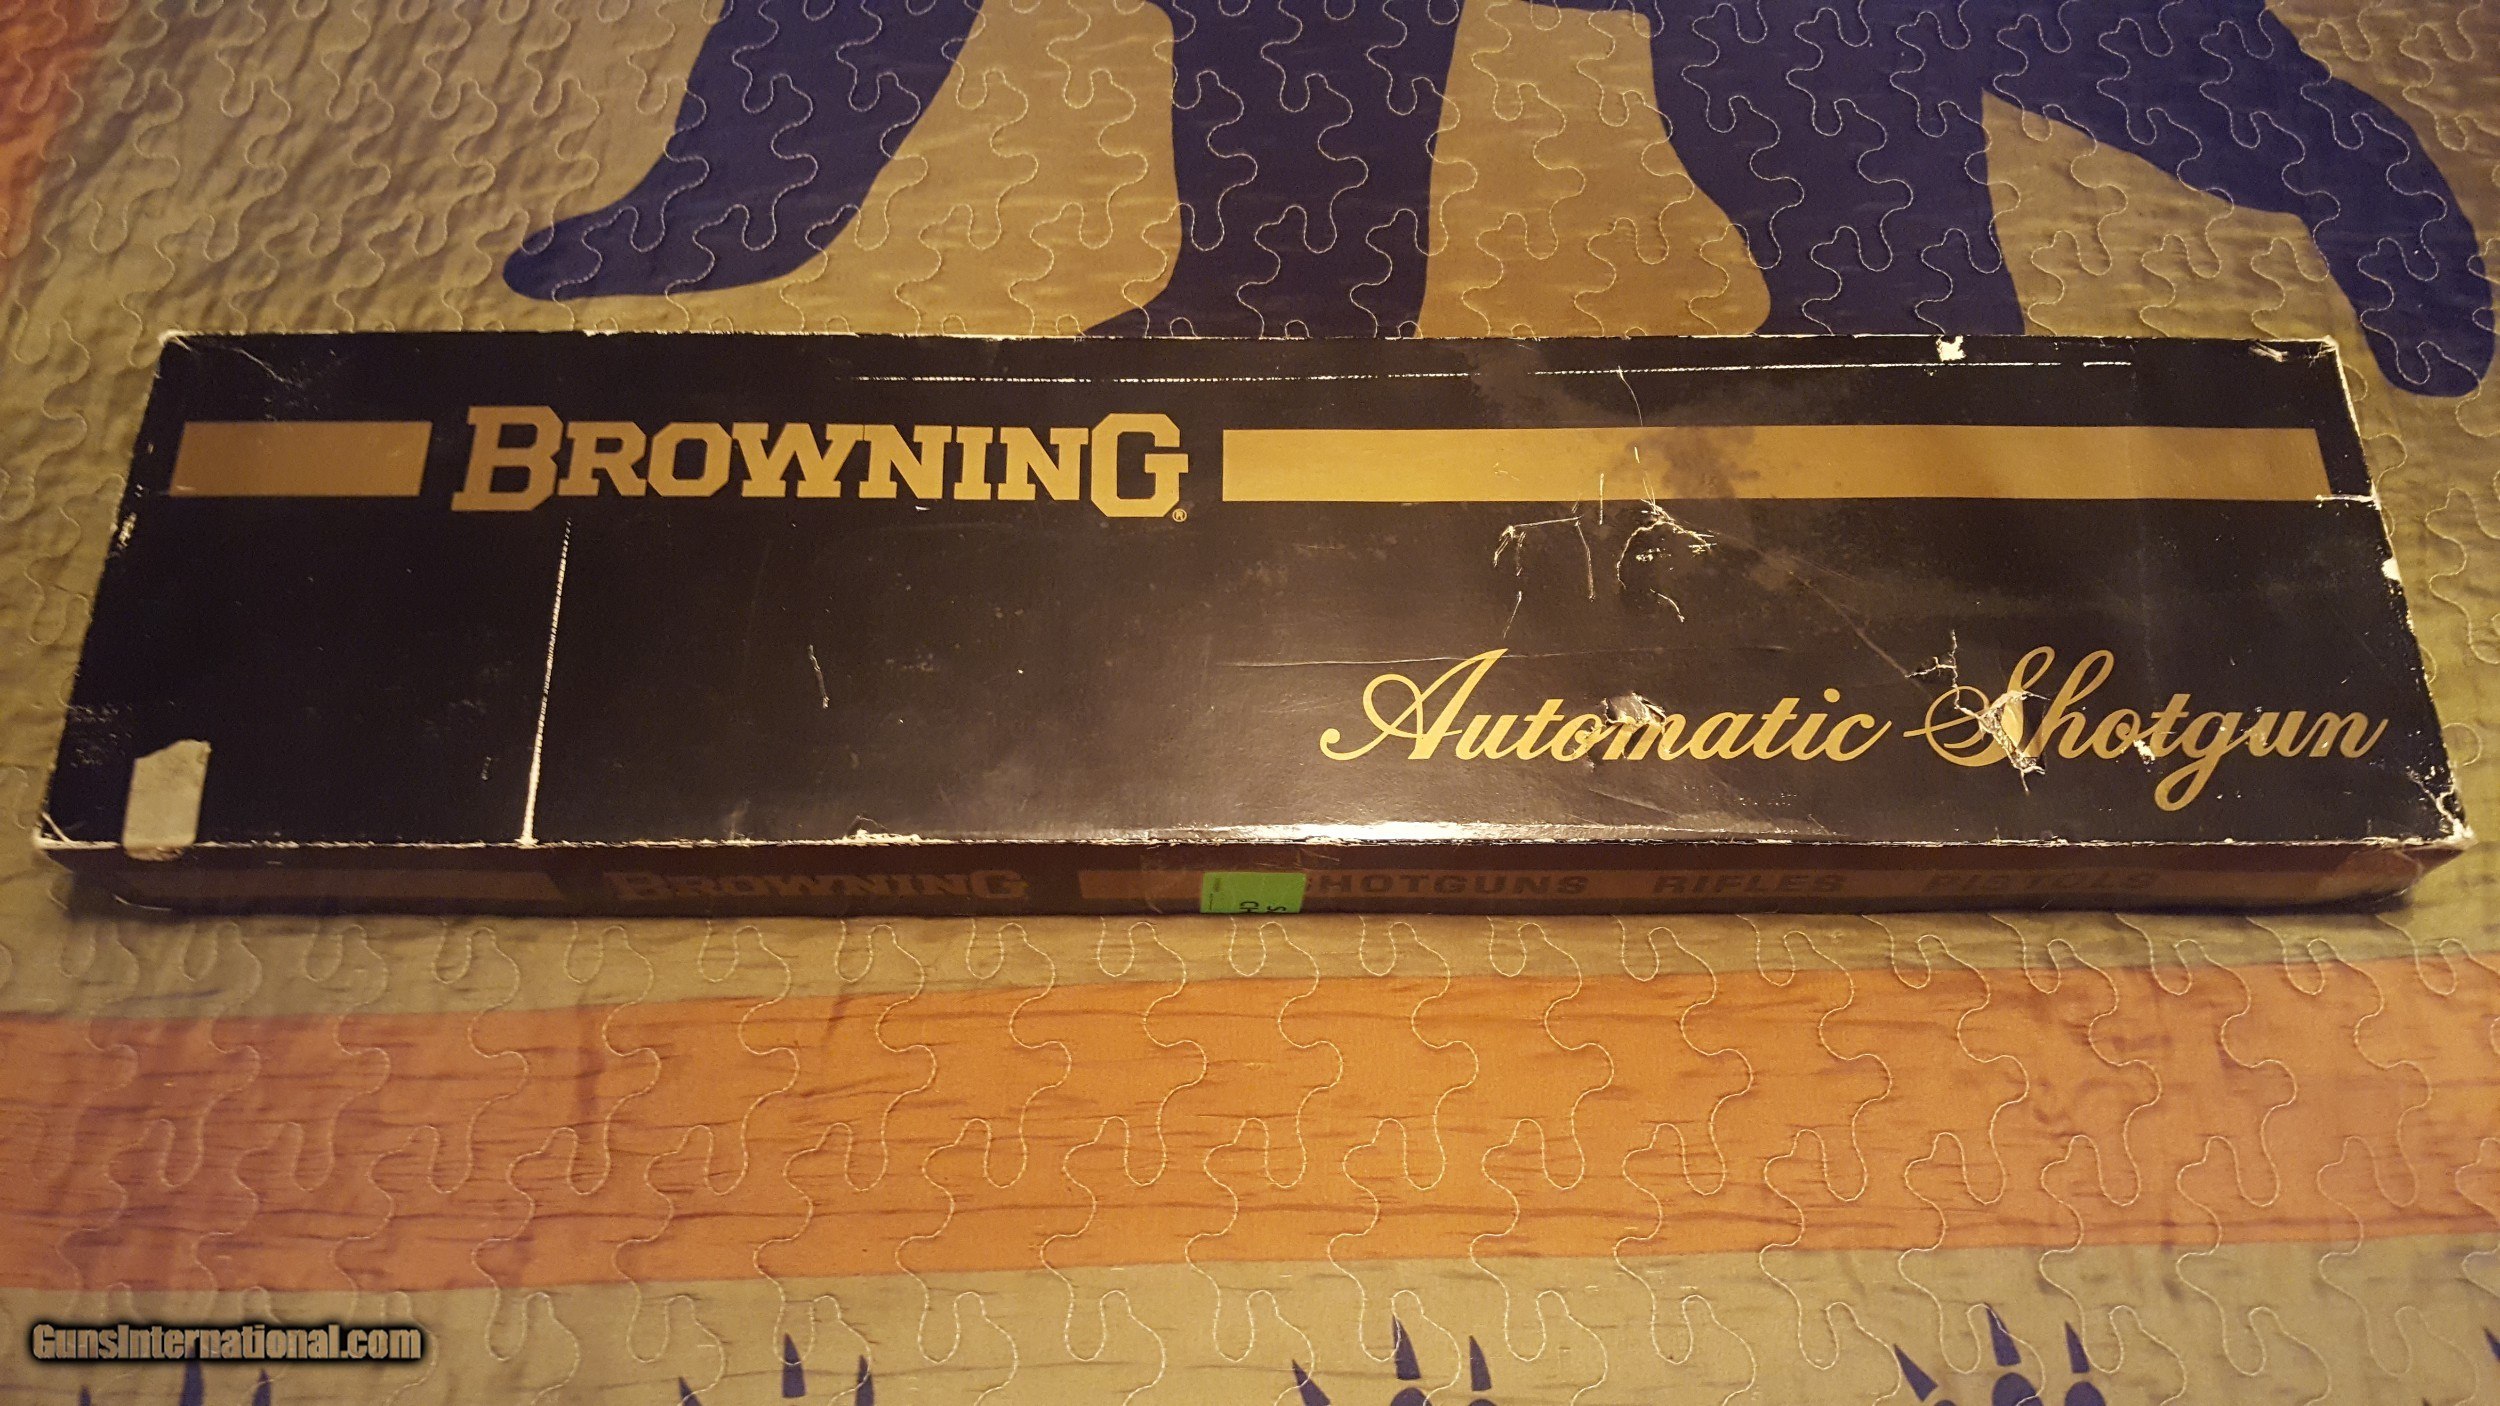 BROWNING®
Automatic Shotgun
BROWNING SHOTGUNS RIFLES PISTOLS
GunsInternational.com